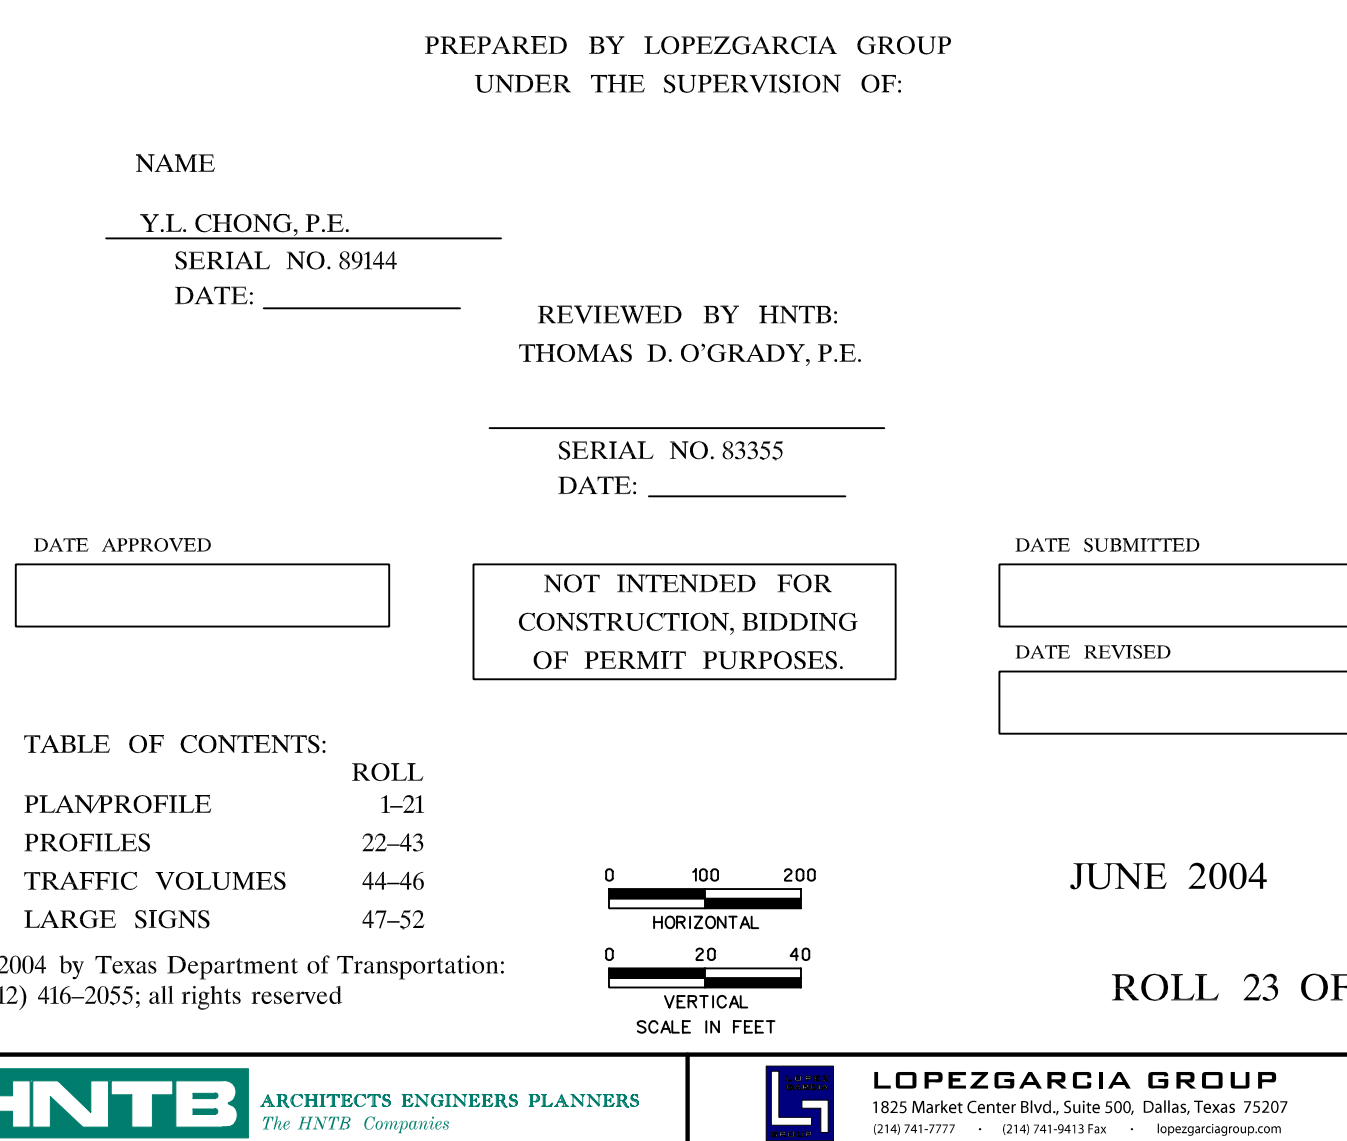 PREPARED BY LOPEZGARCIA GROUP
UNDER THE SUPERVISION OF:
NAME
Y.L. CHONG, P.E.
SERIAL NO. 89144
DATE:
REVIEWED BY HNTB:
THOMAS D. O'GRADY, P.E.
SERIAL NO. 83355
DATE:
DATE APPROVED
NOT INTENDED FOR
CONSTRUCTION, BIDDING
OF PERMIT PURPOSES.
DATE SUBMITTED
DATE REVISED
TABLE OF CONTENTS:
ROLL
PLAN/PROFILE 1–21
PROFILES 22–43
TRAFFIC VOLUMES 44–46
LARGE SIGNS 47–52
0 100 200
HORIZONTAL
0 20 40
VERTICAL
SCALE IN FEET
JUNE 2004
ROLL 23 OF
2004 by Texas Department of Transportation:
12) 416–2055; all rights reserved
HNTB
ARCHITECTS ENGINEERS PLANNERS
The HNTB Companies
LOPEZ
GARCIA
GROUP
LOPEZGARCIA GROUP
1825 Market Center Blvd., Suite 500, Dallas, Texas 75207
(214) 741-7777 · (214) 741-9413 Fax · lopezgarciagroup.com